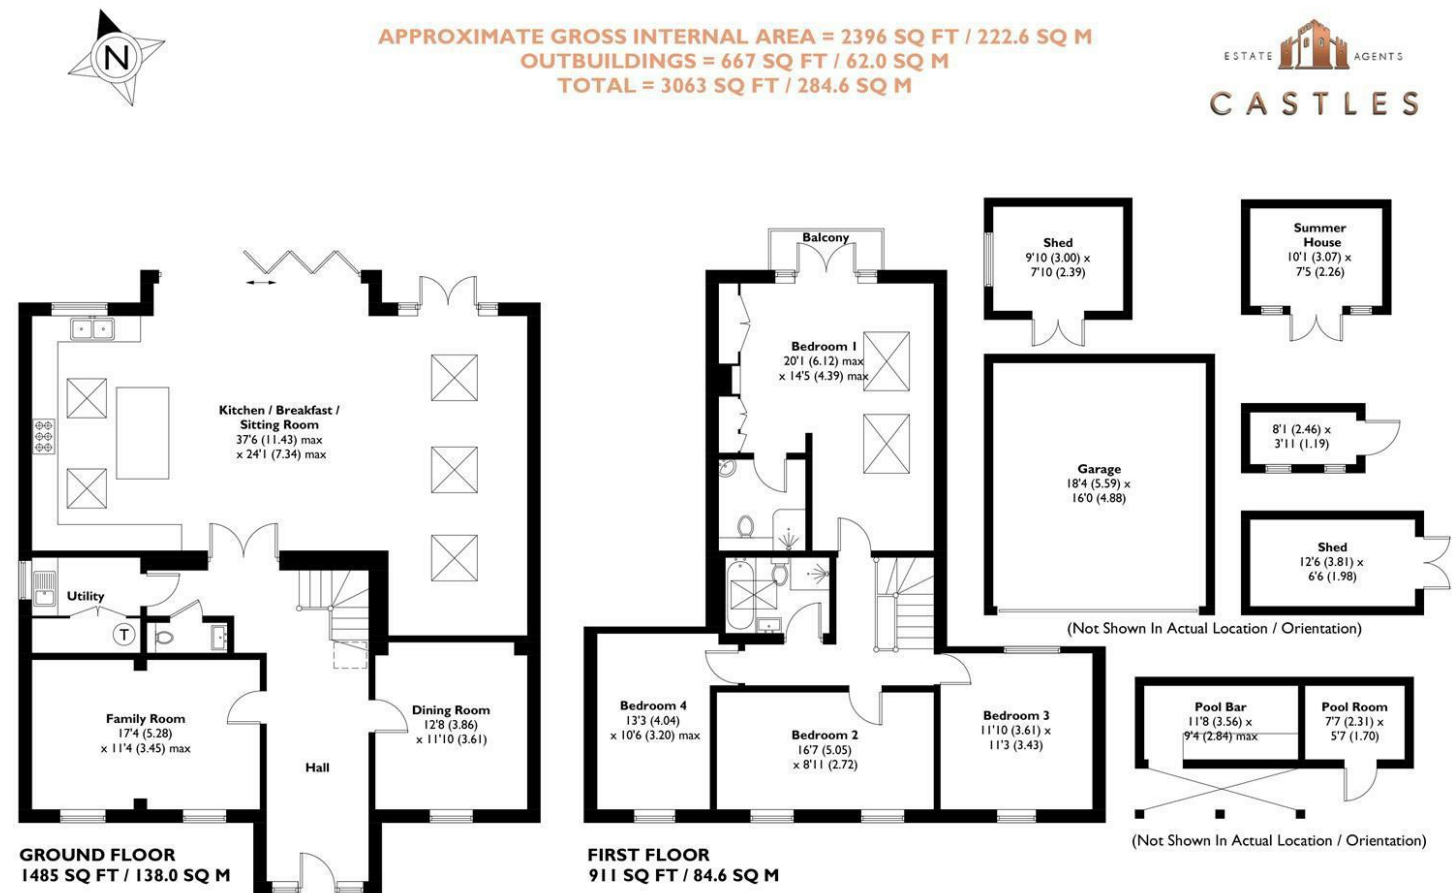 N
APPROXIMATE GROSS INTERNAL AREA = 2396 SQ FT / 222.6 SQ M
OUTBUILDINGS = 667 SQ FT / 62.0 SQ M
TOTAL = 3063 SQ FT / 284.6 SQ M
ESTATE AGENTS
CASTLES
Kitchen / Breakfast /
Sitting Room
37'6 (11.43) max
x 24'1 (7.34) max
Utility
T
Family Room
17'4 (5.28)
x 11'4 (3.45) max
Hall
Dining Room
12'8 (3.86)
x 11'10 (3.61)
GROUND FLOOR
1485 SQ FT / 138.0 SQ M
Balcony
Bedroom 1
20'1 (6.12) max
x 14'5 (4.39) max
Bedroom 4
13'3 (4.04)
x 10'6 (3.20) max
Bedroom 2
16'7 (5.05)
x 8'11 (2.72)
Bedroom 3
11'10 (3.61) x
11'3 (3.43)
FIRST FLOOR
911 SQ FT / 84.6 SQ M
Shed
9'10 (3.00) x
7'10 (2.39)
Summer
House
10'1 (3.07) x
7'5 (2.26)
Garage
18'4 (5.59) x
16'0 (4.88)
8'1 (2.46) x
3'11 (1.19)
Shed
12'6 (3.81) x
6'6 (1.98)
(Not Shown In Actual Location / Orientation)
Pool Bar
11'8 (3.56) x
9'4 (2.84) max
Pool Room
7'7 (2.31) x
5'7 (1.70)
(Not Shown In Actual Location / Orientation)